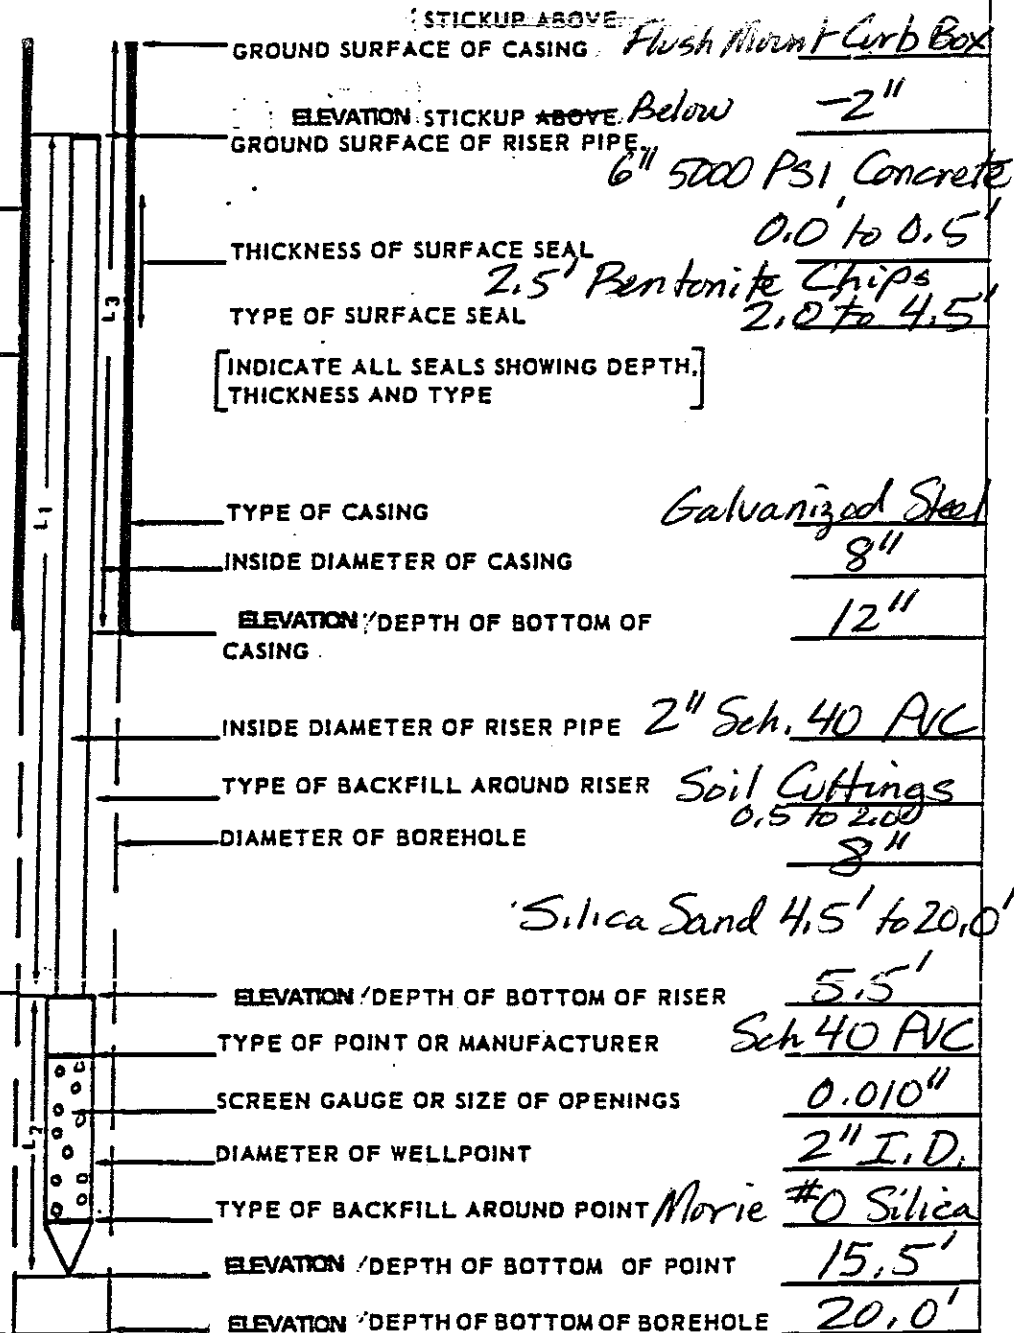 STICKUP ABOVE
GROUND SURFACE OF CASING Flush Mount Curb Box
ELEVATION STICKUP ABOVE Below -2"
GROUND SURFACE OF RISER PIPE
6" 5000 PSI Concrete
0.0' to 0.5'
THICKNESS OF SURFACE SEAL
2.5' Bentonite Chips
TYPE OF SURFACE SEAL 2.0 to 4.5'
[INDICATE ALL SEALS SHOWING DEPTH,
THICKNESS AND TYPE]
L3
L1
TYPE OF CASING Galvanized Steel
INSIDE DIAMETER OF CASING 8"
ELEVATION/DEPTH OF BOTTOM OF 12"
CASING
INSIDE DIAMETER OF RISER PIPE 2" Sch. 40 PVC
TYPE OF BACKFILL AROUND RISER Soil Cuttings
0.5 to 2.00
DIAMETER OF BOREHOLE 8"
Silica Sand 4.5' to 20.0'
ELEVATION/DEPTH OF BOTTOM OF RISER 5.5'
TYPE OF POINT OR MANUFACTURER Sch 40 PVC
SCREEN GAUGE OR SIZE OF OPENINGS 0.010"
L2
DIAMETER OF WELLPOINT 2" I.D.
TYPE OF BACKFILL AROUND POINT Morie #0 Silica
ELEVATION/DEPTH OF BOTTOM OF POINT 15.5'
ELEVATION/DEPTH OF BOTTOM OF BOREHOLE 20.0'